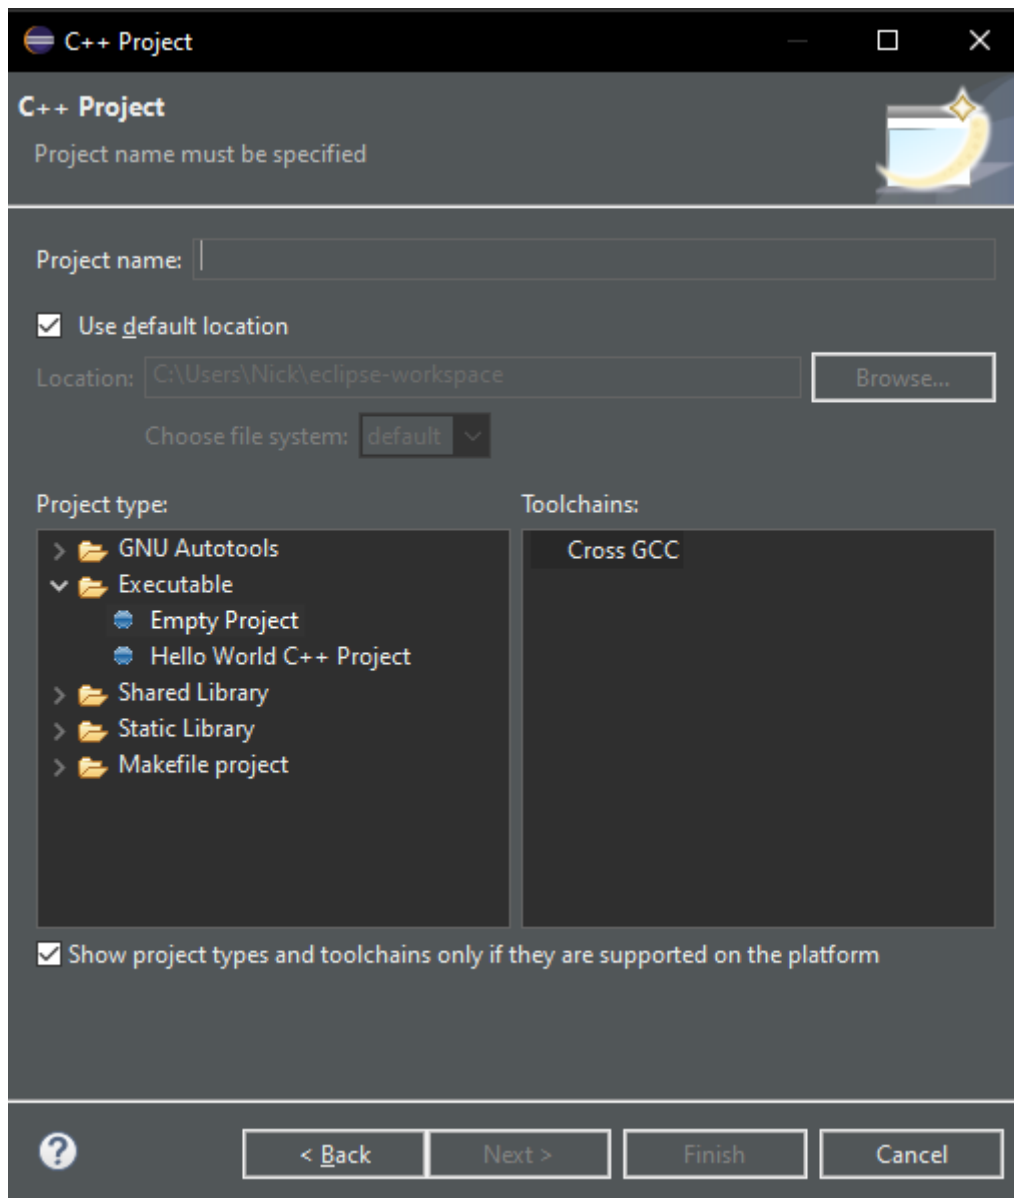 C++ Project
C++ Project
Project name must be specified
Project name:
Use default location
Location: C:\Users\Nick\eclipse-workspace Browse...
Choose file system: default
Project type: Toolchains:
GNU Autotools Cross GCC
Executable
Empty Project
Hello World C++ Project
Shared Library
Static Library
Makefile project
Show project types and toolchains only if they are supported on the platform
? < Back Next > Finish Cancel